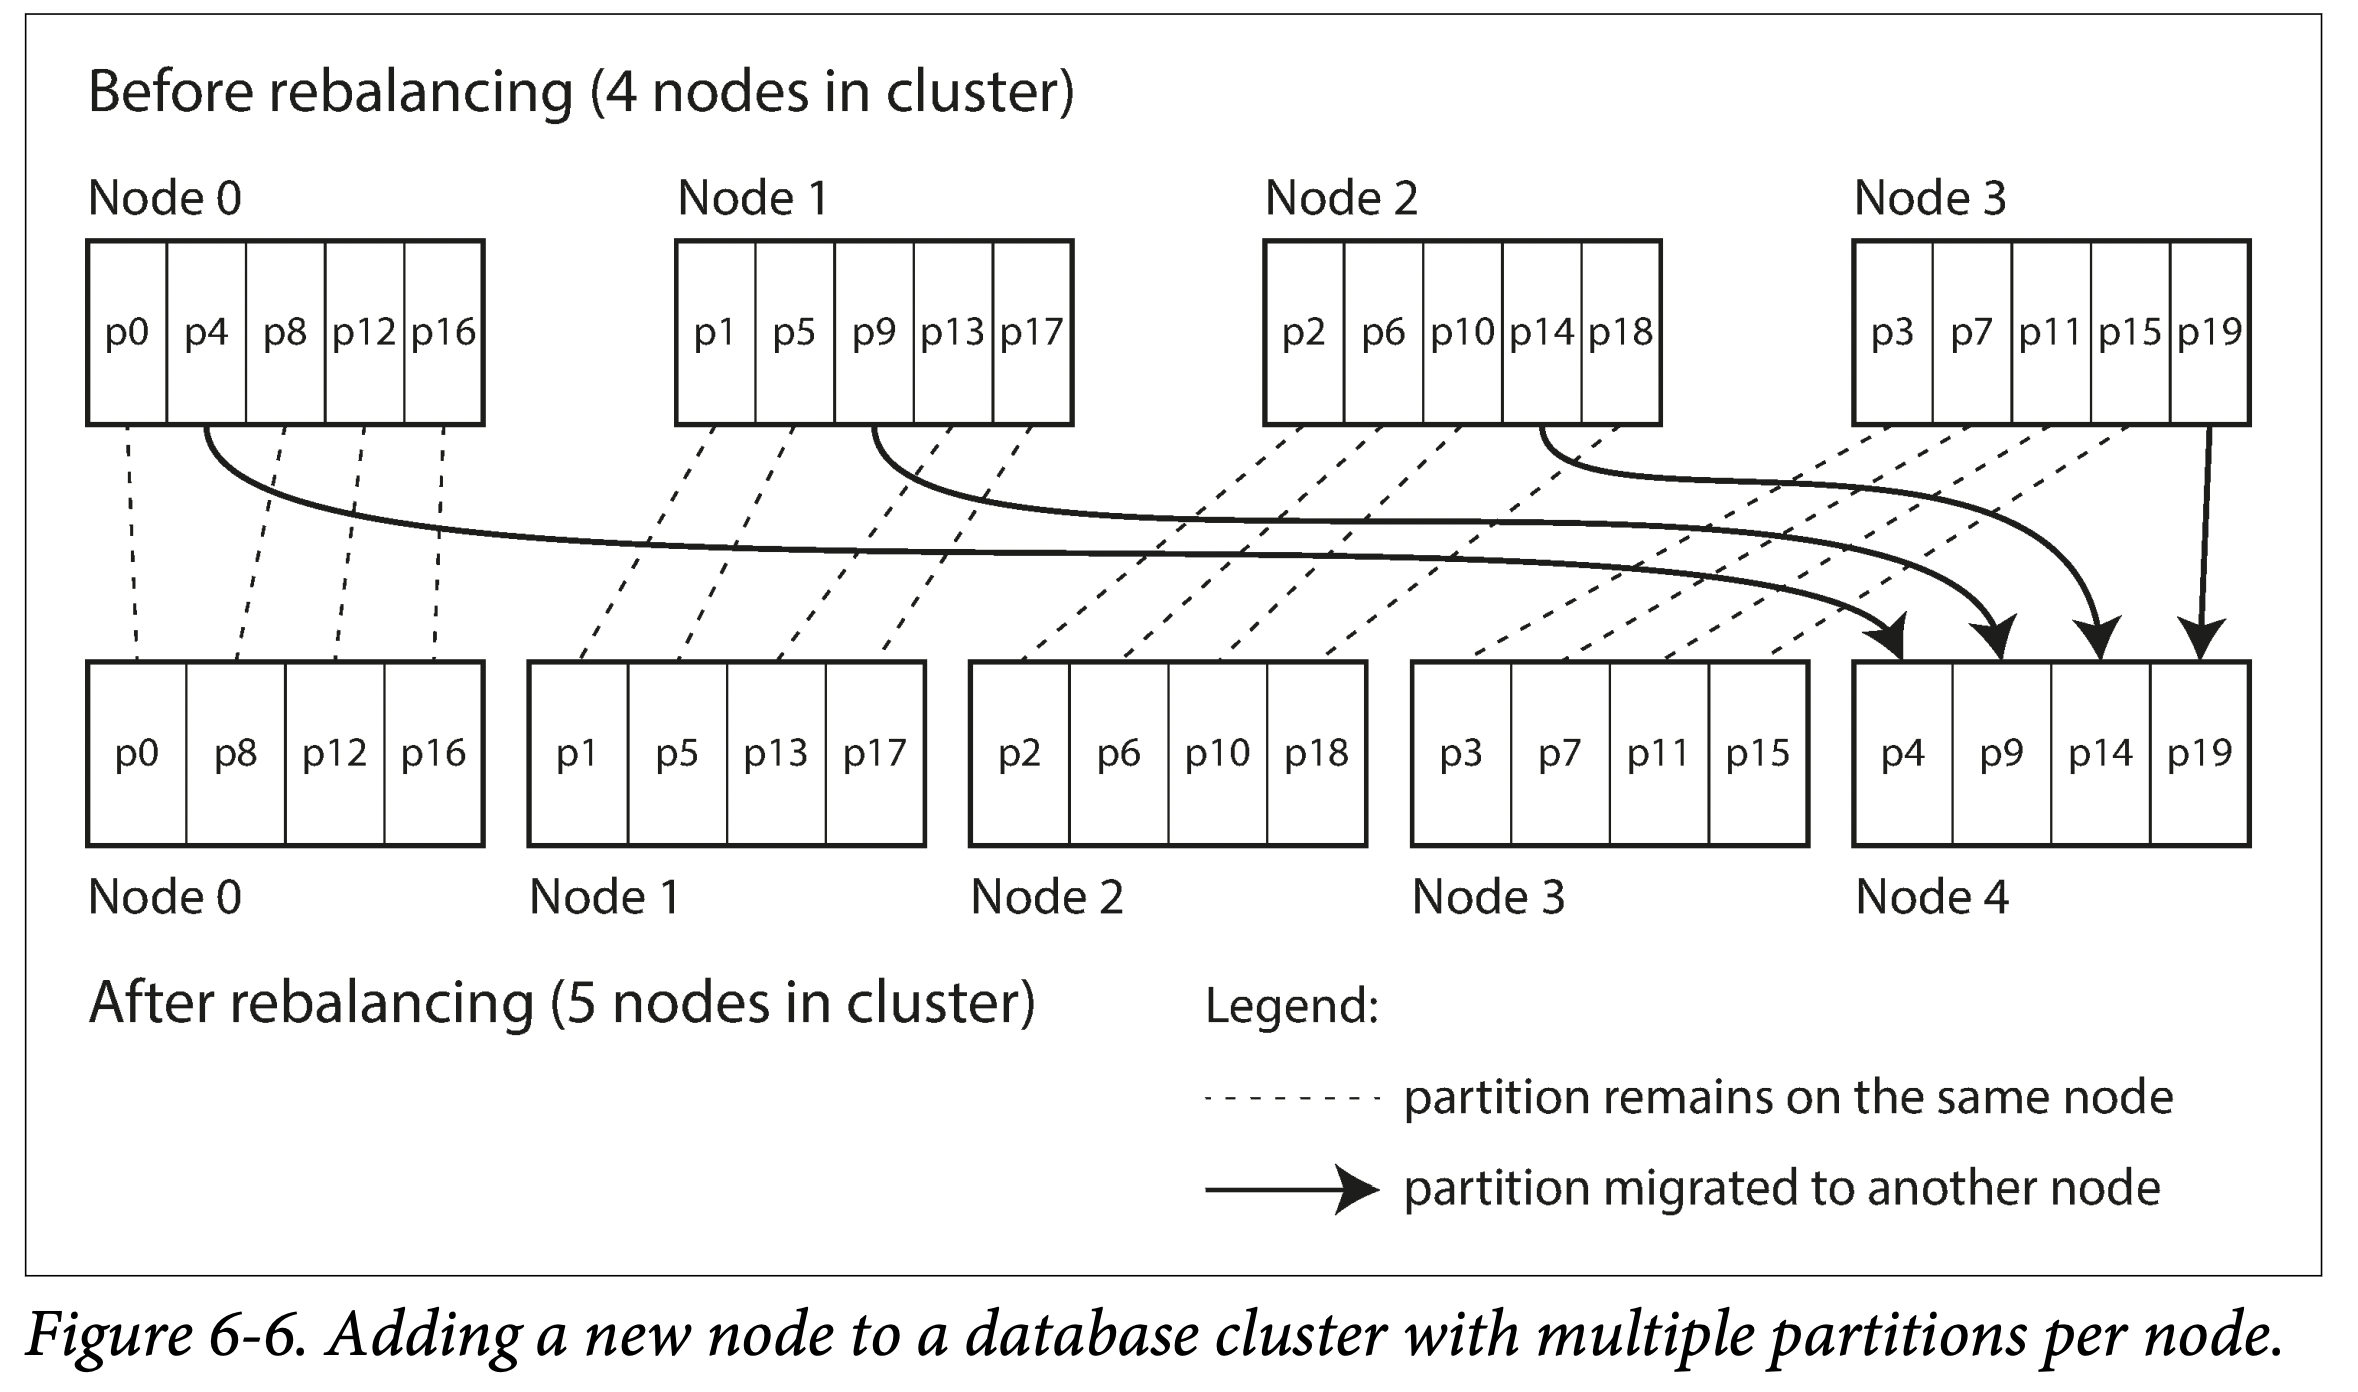 Before rebalancing (4 nodes in cluster)
Node 0 Node 1 Node 2 Node 3
p0 p4 p8 p12 p16 p1 p5 p9 p13 p17 p2 p6 p10 p14 p18 p3 p7 p11 p15 p19
p0 p8 p12 p16 p1 p5 p13 p17 p2 p6 p10 p18 p3 p7 p11 p15 p4 p9 p14 p19
Node 0 Node 1 Node 2 Node 3 Node 4
After rebalancing (5 nodes in cluster)
Legend:
partition remains on the same node
partition migrated to another node
Figure 6-6. Adding a new node to a database cluster with multiple partitions per node.